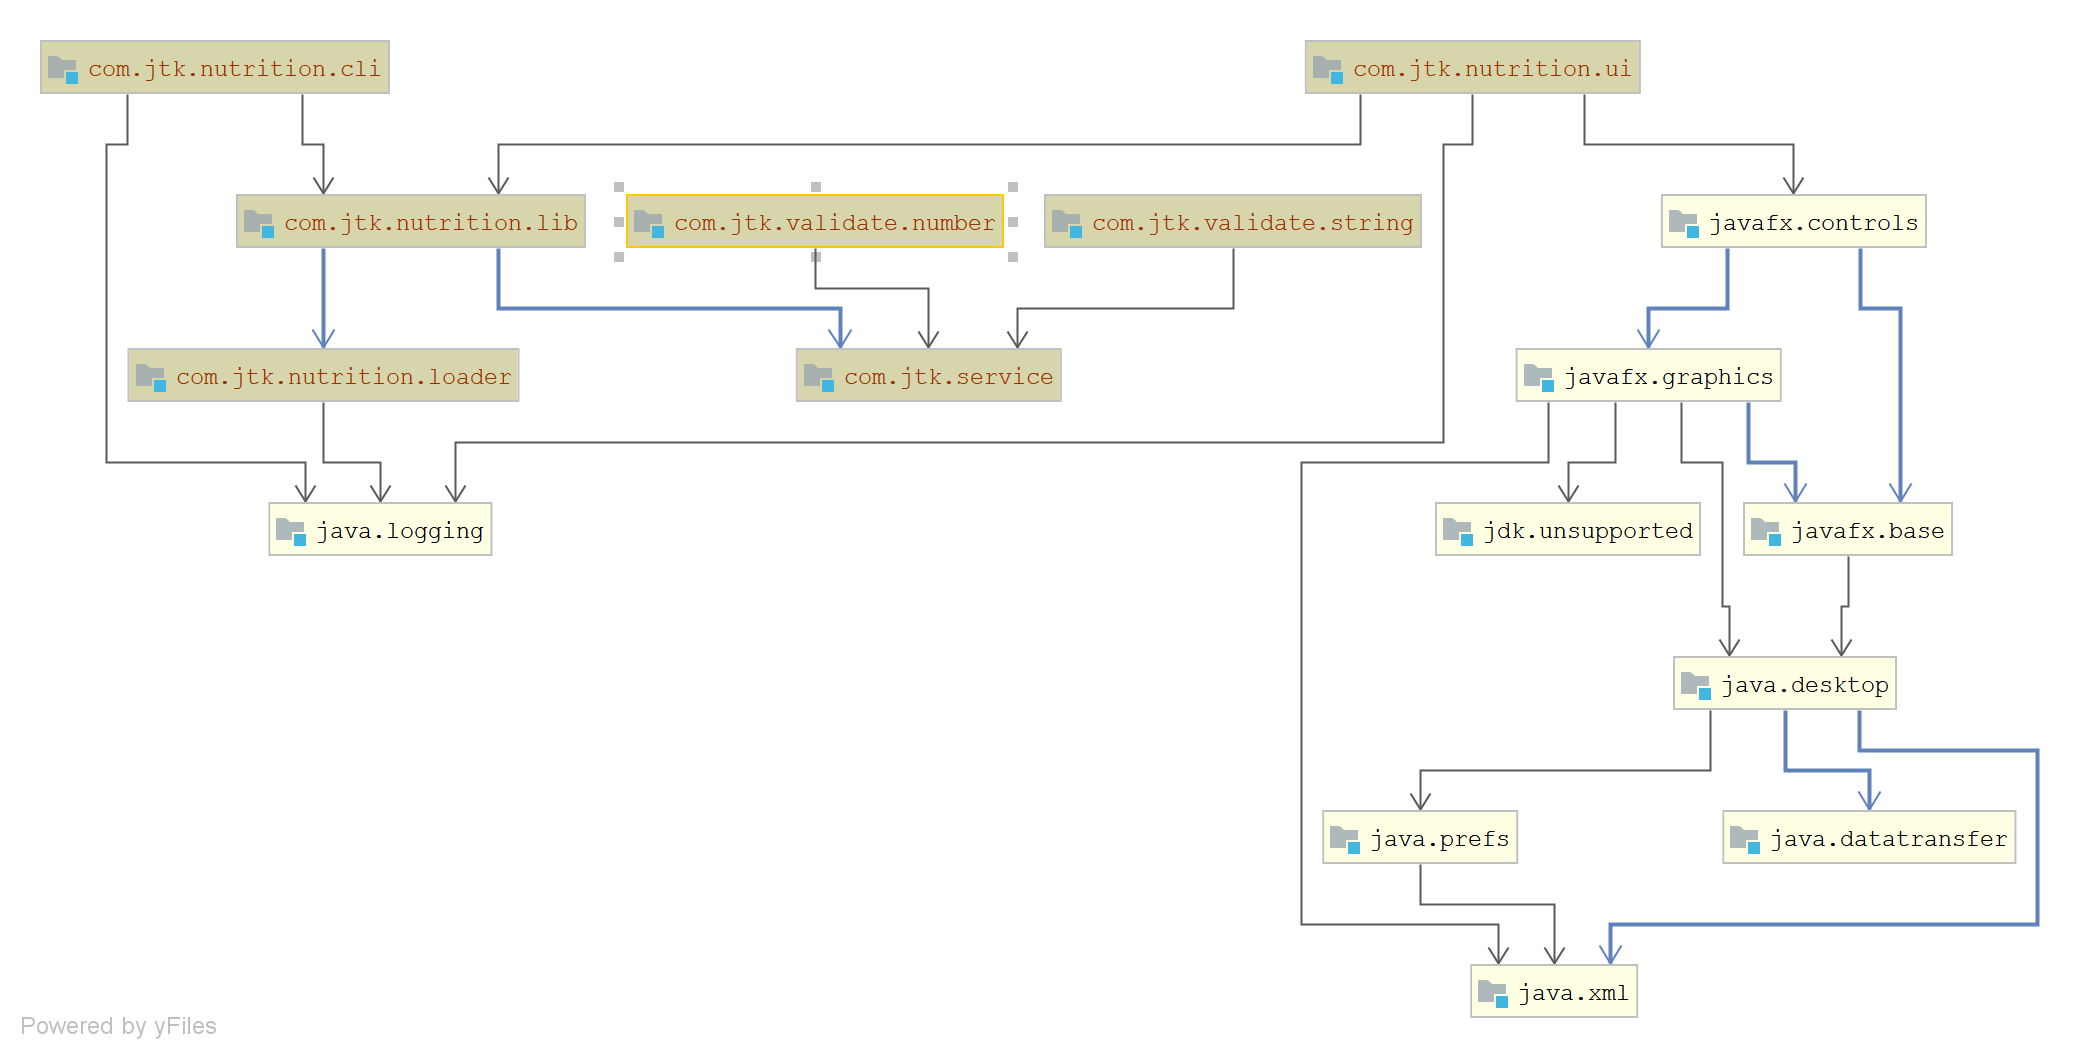 com.jtk.nutrition.cli
com.jtk.nutrition.ui
com.jtk.nutrition.lib
com.jtk.validate.number
com.jtk.validate.string
javafx.controls
com.jtk.nutrition.loader
com.jtk.service
javafx.graphics
java.logging
jdk.unsupported
javafx.base
java.desktop
java.prefs
java.datatransfer
java.xml
Powered by yFiles